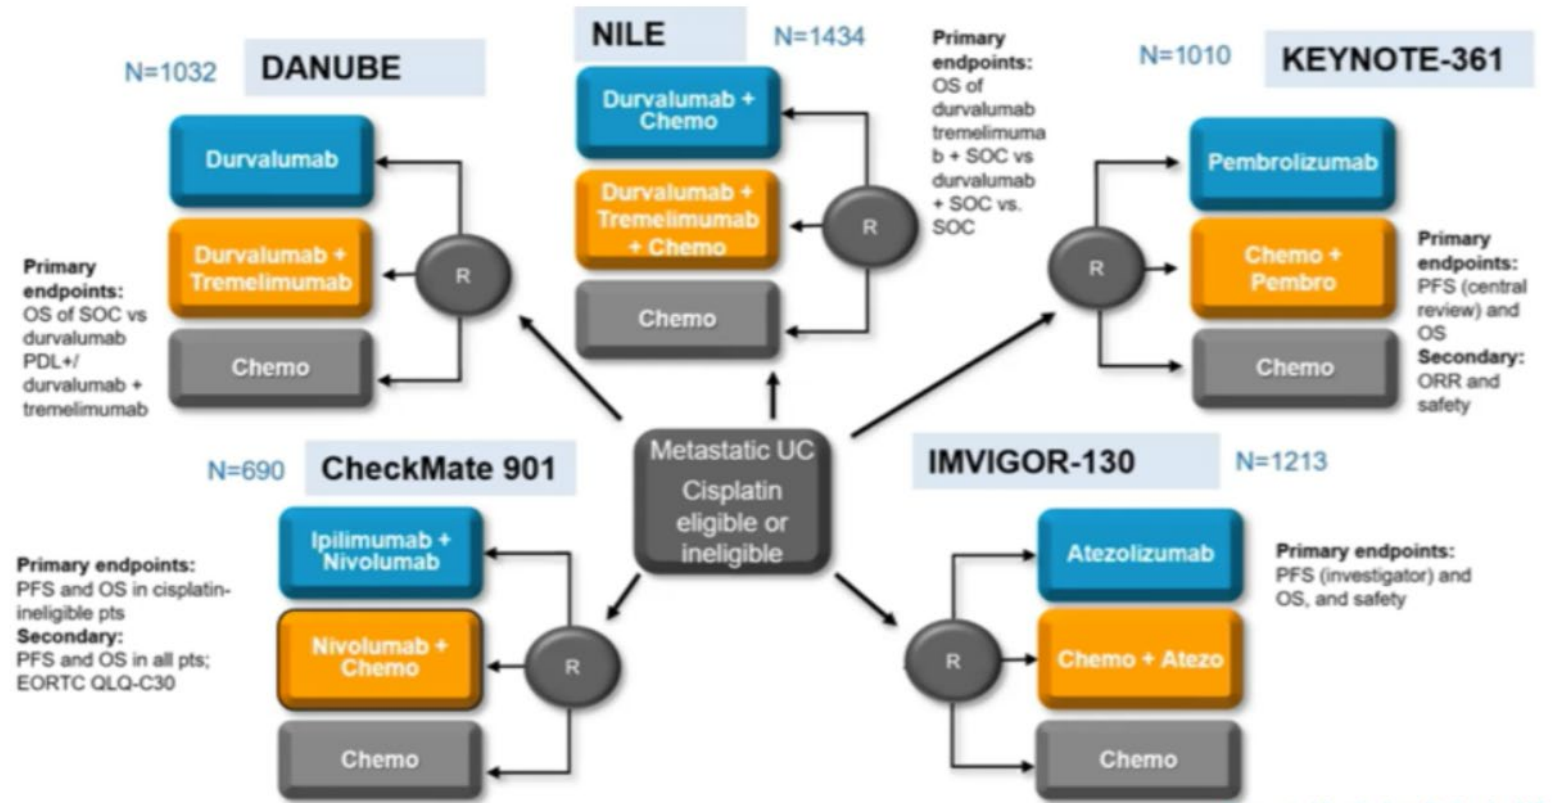 N=1032
DANUBE
Durvalumab
Durvalumab +
Tremelimumab
Chemo
R
Primary
endpoints:
OS of SOC vs
durvalumab
PDL+/
durvalumab +
tremelimumab
NILE
N=1434
Durvalumab +
Chemo
Durvalumab +
Tremelimumab
+ Chemo
Chemo
R
Primary
endpoints:
OS of
durvalumab
tremelimuma
b + SOC vs
durvalumab
+ SOC vs.
SOC
N=1010
KEYNOTE-361
R
Pembrolizumab
Chemo +
Pembro
Chemo
Primary
endpoints:
PFS (central
review) and
OS
Secondary:
ORR and
safety
Metastatic UC
Cisplatin
eligible or
ineligible
N=690
CheckMate 901
Ipilimumab +
Nivolumab
Nivolumab +
Chemo
Chemo
R
Primary endpoints:
PFS and OS in cisplatin-
ineligible pts
Secondary:
PFS and OS in all pts;
EORTC QLQ-C30
IMVIGOR-130
N=1213
R
Atezolizumab
Chemo + Atezo
Chemo
Primary endpoints:
PFS (investigator) and
OS, and safety